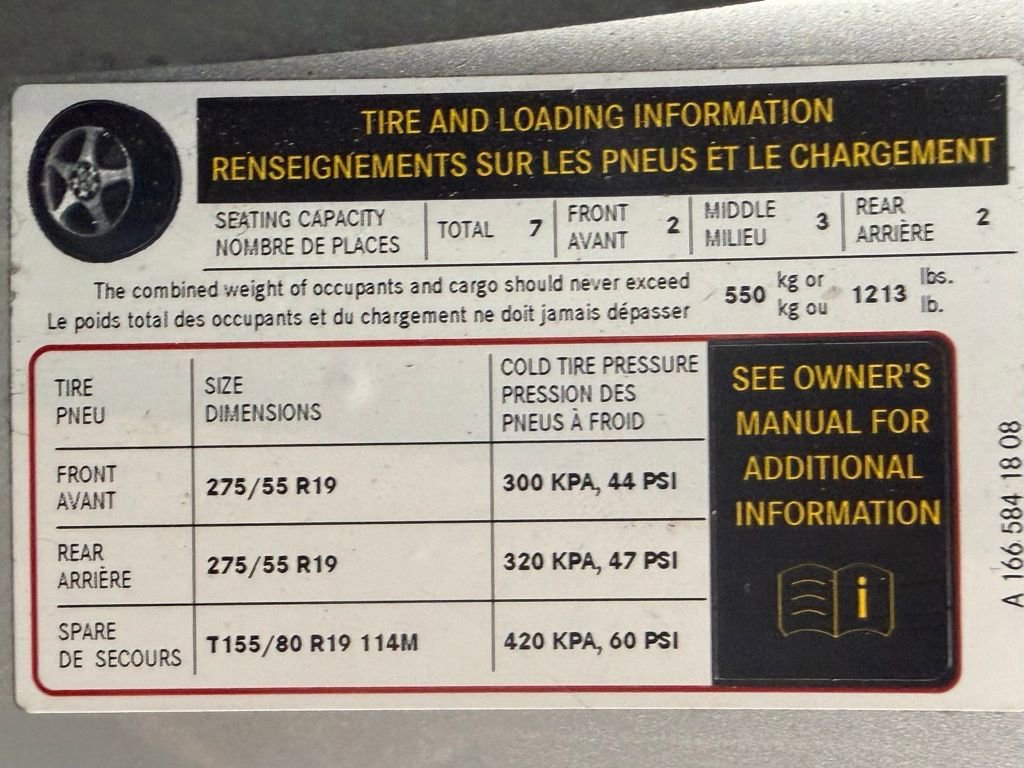 TIRE AND LOADING INFORMATION
RENSEIGNEMENTS SUR LES PNEUS ET LE CHARGEMENT
SEATING CAPACITY
NOMBRE DE PLACES
TOTAL 7
FRONT
AVANT
2
MIDDLE
MILIEU
3
REAR
ARRIÈRE
2
The combined weight of occupants and cargo should never exceed
Le poids total des occupants et du chargement ne doit jamais dépasser
550
kg or
kg ou
1213
lbs.
lb.
TIRE
PNEU
SIZE
DIMENSIONS
COLD TIRE PRESSURE
PRESSION DES
PNEUS À FROID
FRONT
AVANT
275/55 R19
300 KPA, 44 PSI
REAR
ARRIÈRE
275/55 R19
320 KPA, 47 PSI
SPARE
DE SECOURS
T155/80 R19 114M
420 KPA, 60 PSI
SEE OWNER'S
MANUAL FOR
ADDITIONAL
INFORMATION
i
A 166 584 18 08